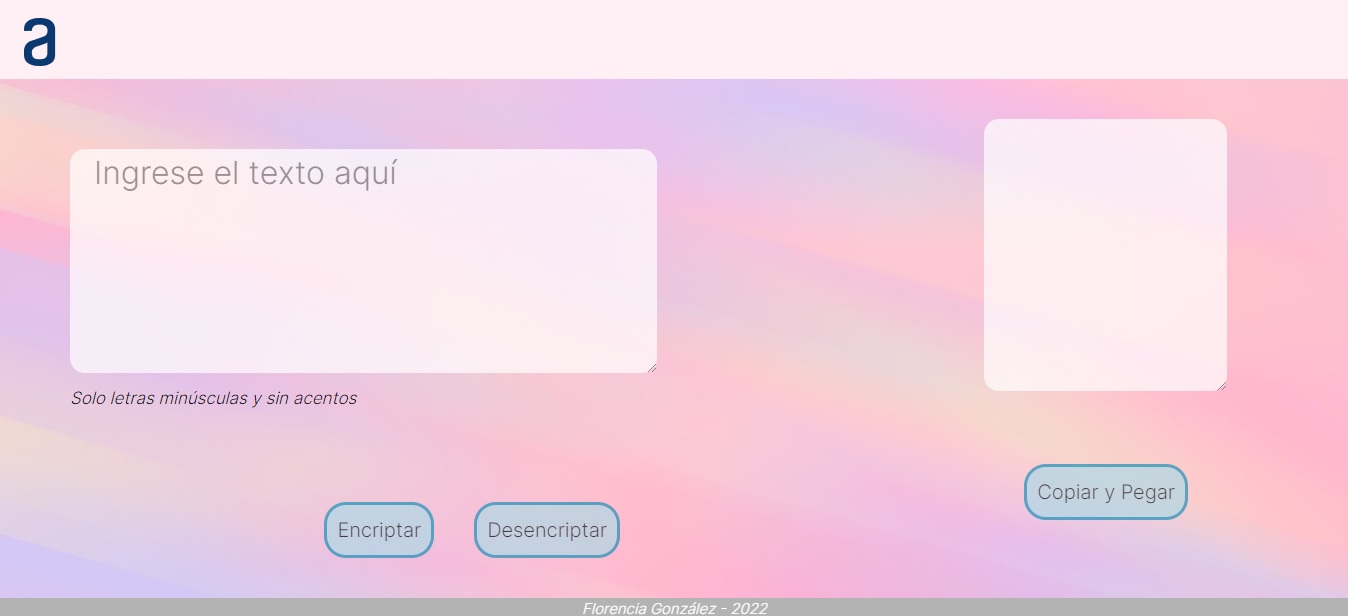 a
Ingrese el texto aquí
Solo letras minúsculas y sin acentos
Encriptar
Desencriptar
Copiar y Pegar
Florencia González - 2022